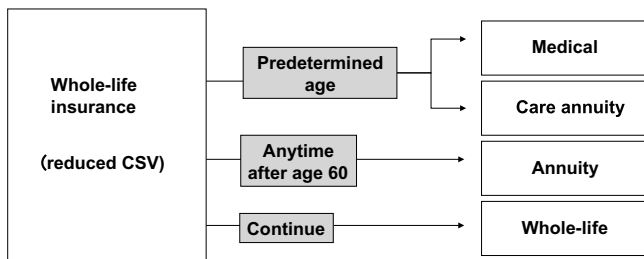 Whole-life
insurance
(reduced CSV)
Predetermined
age
Medical
Care annuity
Anytime
after age 60
Annuity
Continue
Whole-life